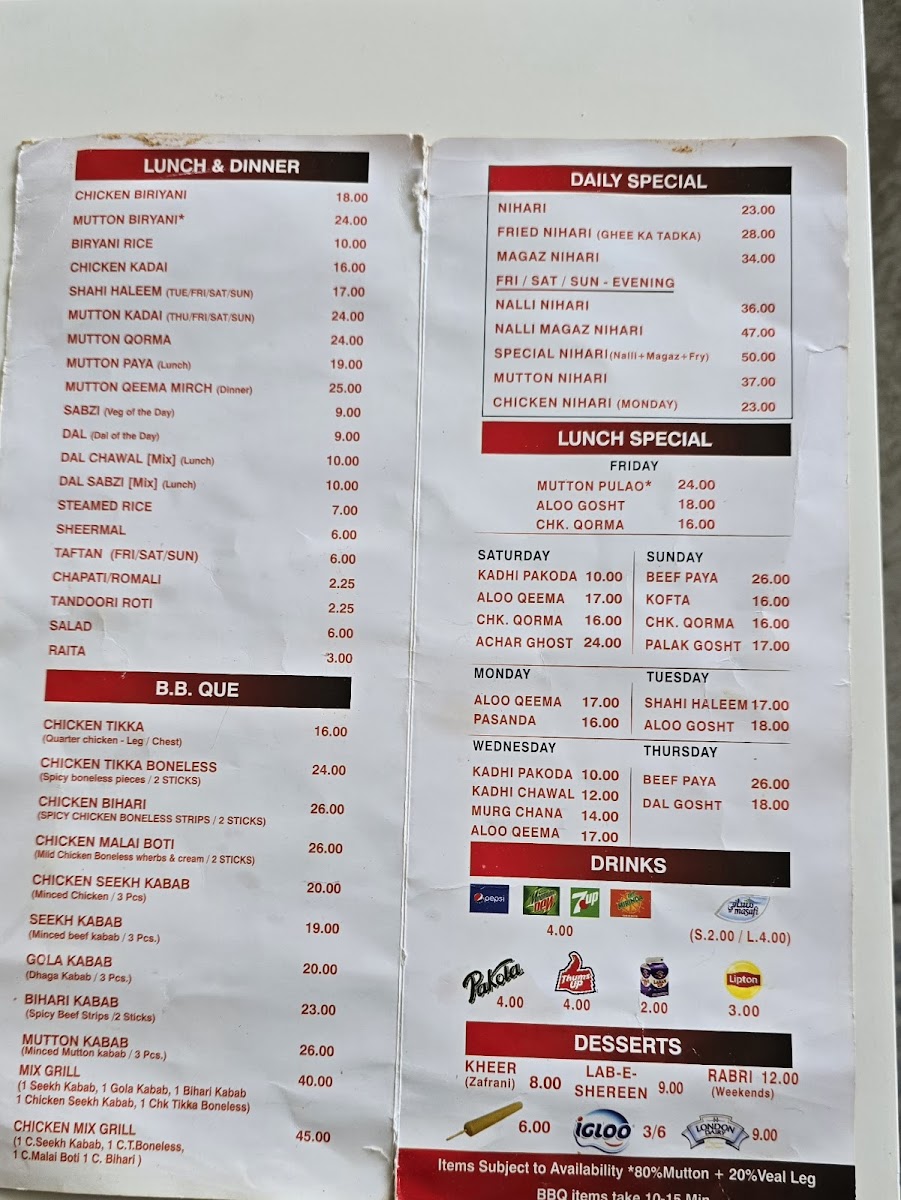 LUNCH & DINNER
CHICKEN BIRIYANI 18.00
MUTTON BIRYANI* 24.00
BIRYANI RICE 10.00
CHICKEN KADAI 16.00
SHAHI HALEEM (TUE/FRI/SAT/SUN) 17.00
MUTTON KADAI (THU/FRI/SAT/SUN) 24.00
MUTTON QORMA 24.00
MUTTON PAYA (Lunch) 19.00
MUTTON QEEMA MIRCH (Dinner) 25.00
SABZI (Veg of the Day) 9.00
DAL (Dal of the Day) 9.00
DAL CHAWAL [Mix] (Lunch) 10.00
DAL SABZI [Mix] (Lunch) 10.00
STEAMED RICE 7.00
SHEERMAL 6.00
TAFTAN (FRI/SAT/SUN) 6.00
CHAPATI/ROMALI 2.25
TANDOORI ROTI 2.25
SALAD 6.00
RAITA 3.00
B.B. QUE
CHICKEN TIKKA 16.00
(Quarter chicken - Leg / Chest)
CHICKEN TIKKA BONELESS 24.00
(Spicy boneless pieces / 2 STICKS)
CHICKEN BIHARI 26.00
(SPICY CHICKEN BONELESS STRIPS / 2 STICKS)
CHICKEN MALAI BOTI 26.00
(Mild Chicken Boneless wherbs & cream / 2 STICKS)
CHICKEN SEEKH KABAB 20.00
(Minced Chicken / 3 Pcs)
SEEKH KABAB 19.00
(Minced beef kabab / 3 Pcs.)
GOLA KABAB 20.00
(Dhaga Kabab / 3 Pcs.)
BIHARI KABAB 23.00
(Spicy Beef Strips /2 Sticks)
MUTTON KABAB 26.00
(Minced Mutton kabab / 3 Pcs.)
MIX GRILL 40.00
(1 Seekh Kabab, 1 Gola Kabab, 1 Bihari Kabab
1 Chicken Seekh Kabab, 1 Chk Tikka Boneless)
CHICKEN MIX GRILL 45.00
(1 C.Seekh Kabab, 1 C.T.Boneless,
1 C.Malai Boti 1 C. Bihari )
DAILY SPECIAL
NIHARI 23.00
FRIED NIHARI (GHEE KA TADKA) 28.00
MAGAZ NIHARI 34.00
FRI / SAT / SUN - EVENING
NALLI NIHARI 36.00
NALLI MAGAZ NIHARI 47.00
SPECIAL NIHARI (Nalli+Magaz+Fry) 50.00
MUTTON NIHARI 37.00
CHICKEN NIHARI (MONDAY) 23.00
LUNCH SPECIAL
FRIDAY
MUTTON PULAO* 24.00
ALOO GOSHT 18.00
CHK. QORMA 16.00
SATURDAY
KADHI PAKODA 10.00
ALOO QEEMA 17.00
CHK. QORMA 16.00
ACHAR GHOST 24.00
SUNDAY
BEEF PAYA 26.00
KOFTA 16.00
CHK. QORMA 16.00
PALAK GOSHT 17.00
MONDAY
ALOO QEEMA 17.00
PASANDA 16.00
TUESDAY
SHAHI HALEEM 17.00
ALOO GOSHT 18.00
WEDNESDAY
KADHI PAKODA 10.00
KADHI CHAWAL 12.00
MURG CHANA 14.00
ALOO QEEMA 17.00
THURSDAY
BEEF PAYA 26.00
DAL GOSHT 18.00
DRINKS
pepsi dew 7up masafi
4.00 (S.2.00 / L.4.00)
Pakola Thums UP Lipton
4.00 4.00 2.00 3.00
DESSERTS
KHEER (Zafrani) 8.00
LAB-E-SHEREEN 9.00
RABRI 12.00
(Weekends)
6.00 iGLOO 3/6 LONDON DAIRY 9.00
Items Subject to Availability *80%Mutton + 20%Veal Leg
BBQ items take 10-15 Min